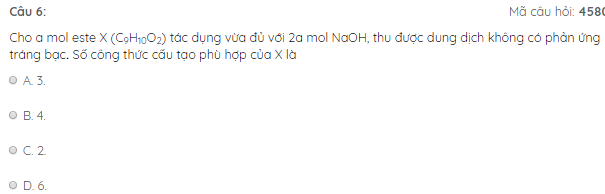 Câu 6:
Mã câu hỏi: 4580
Cho a mol este X (C₉H₁₀O₂) tác dụng vừa đủ với 2a mol NaOH, thu được dung dịch không có phản ứng
tráng bạc. Số công thức cấu tạo phù hợp của X là
A. 3.
B. 4.
C. 2.
D. 6.